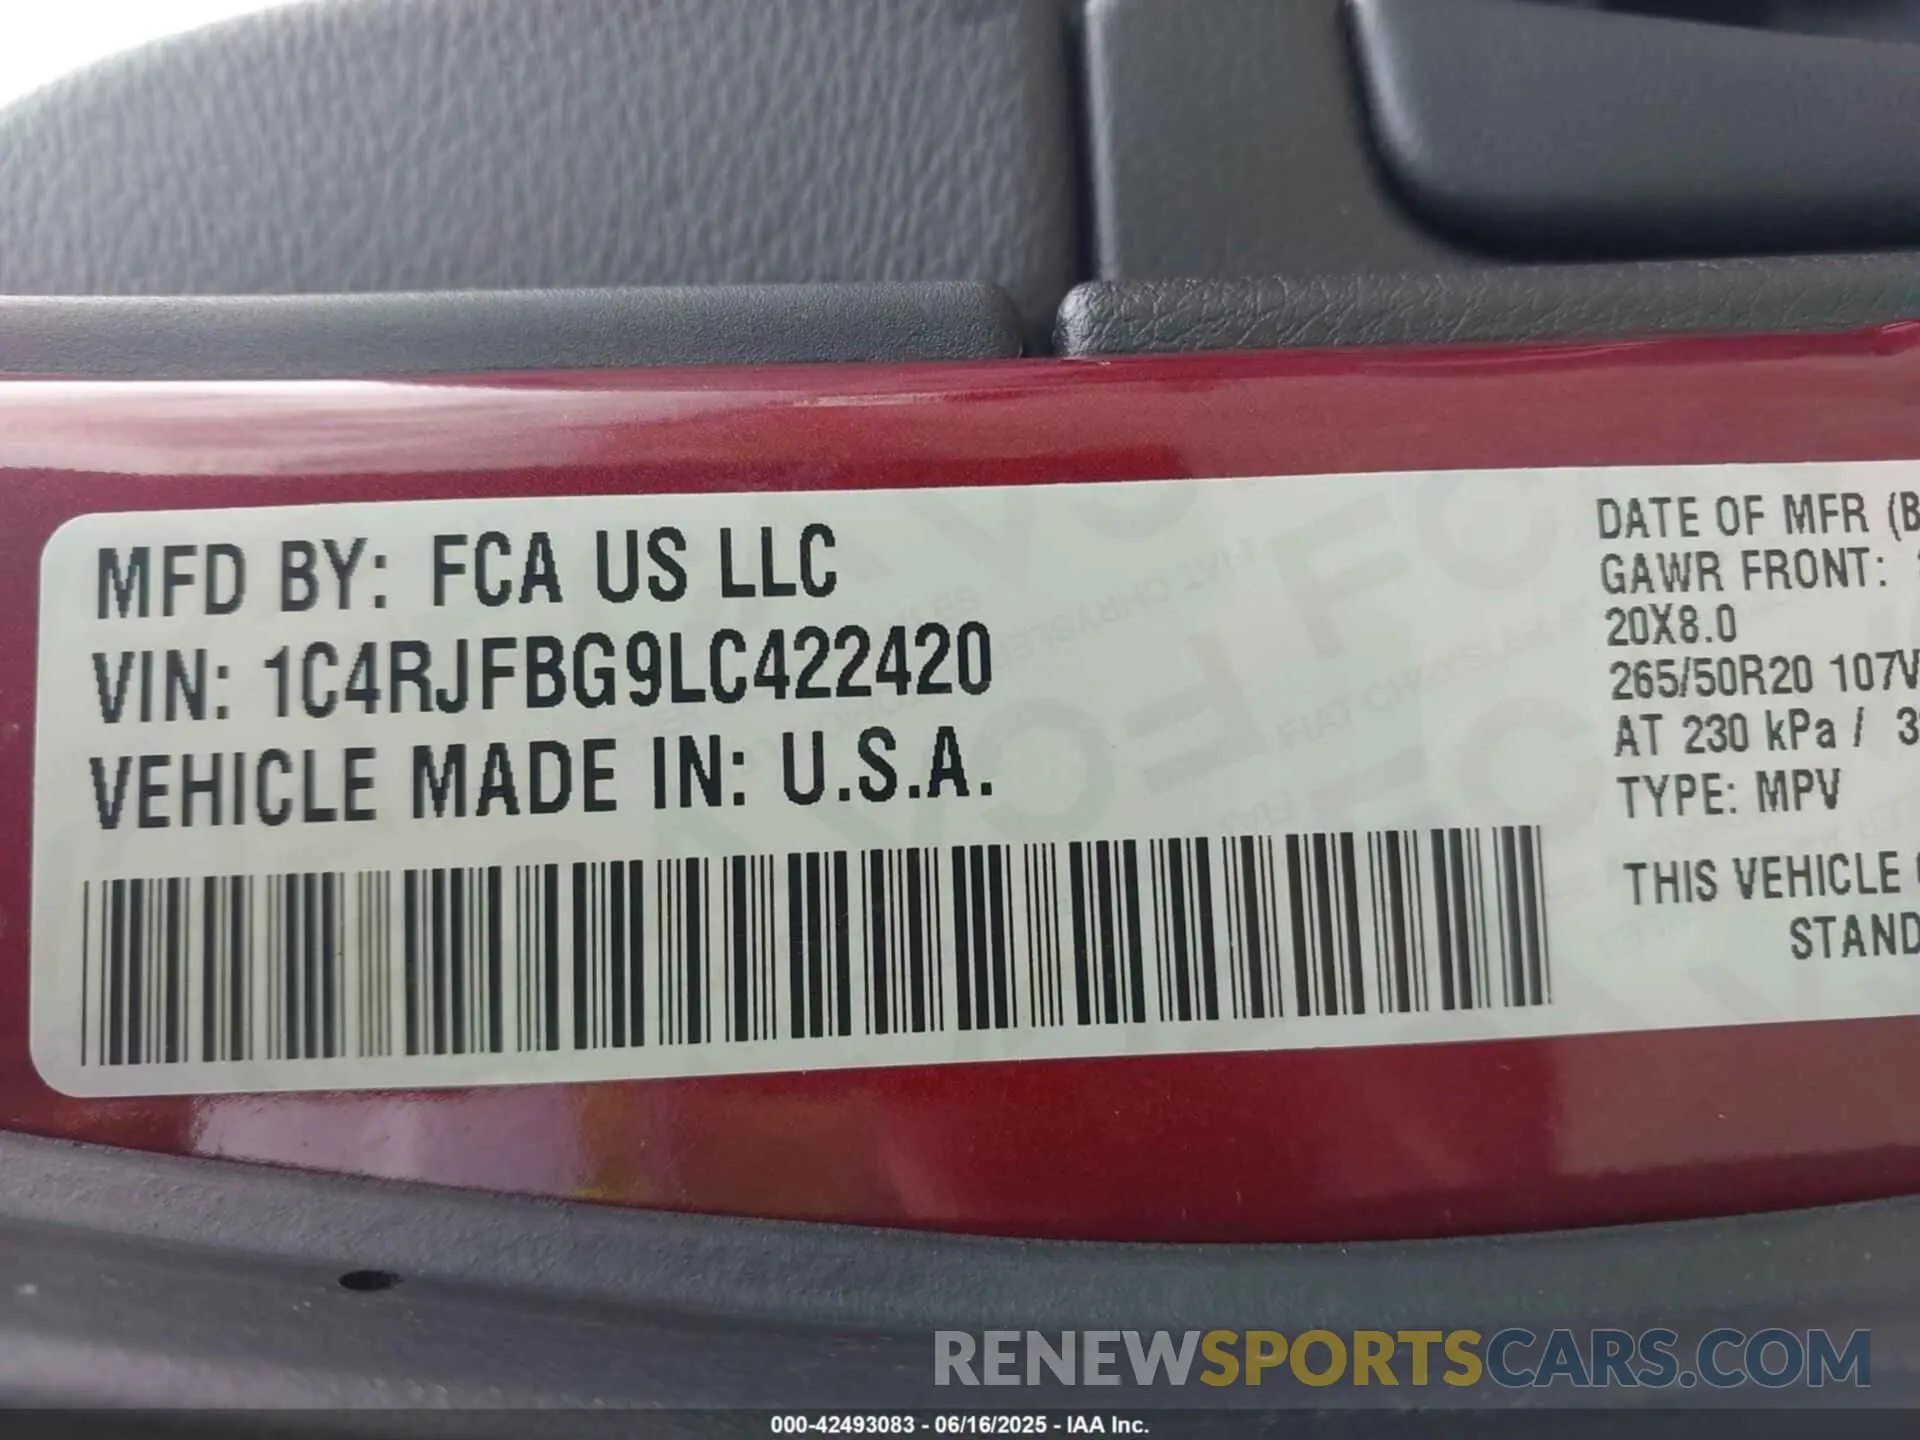 MFD BY: FCA US LLC
VIN: 1C4RJFBG9LC422420
VEHICLE MADE IN: U.S.A.
DATE OF MFR (B
GAWR FRONT:
20X8.0
265/50R20 107V
AT 230 kPa / 3
TYPE: MPV
THIS VEHICLE
STAND
RENEWSPORTSCARS.COM
000-42493083 - 06/16/2025 - IAA Inc.